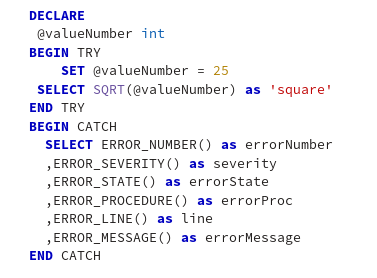 DECLARE
@valueNumber int
BEGIN TRY
SET @valueNumber = 25
SELECT SQRT(@valueNumber) as 'square'
END TRY
BEGIN CATCH
SELECT ERROR_NUMBER() as errorNumber
,ERROR_SEVERITY() as severity
,ERROR_STATE() as errorState
,ERROR_PROCEDURE() as errorProc
,ERROR_LINE() as line
,ERROR_MESSAGE() as errorMessage
END CATCH